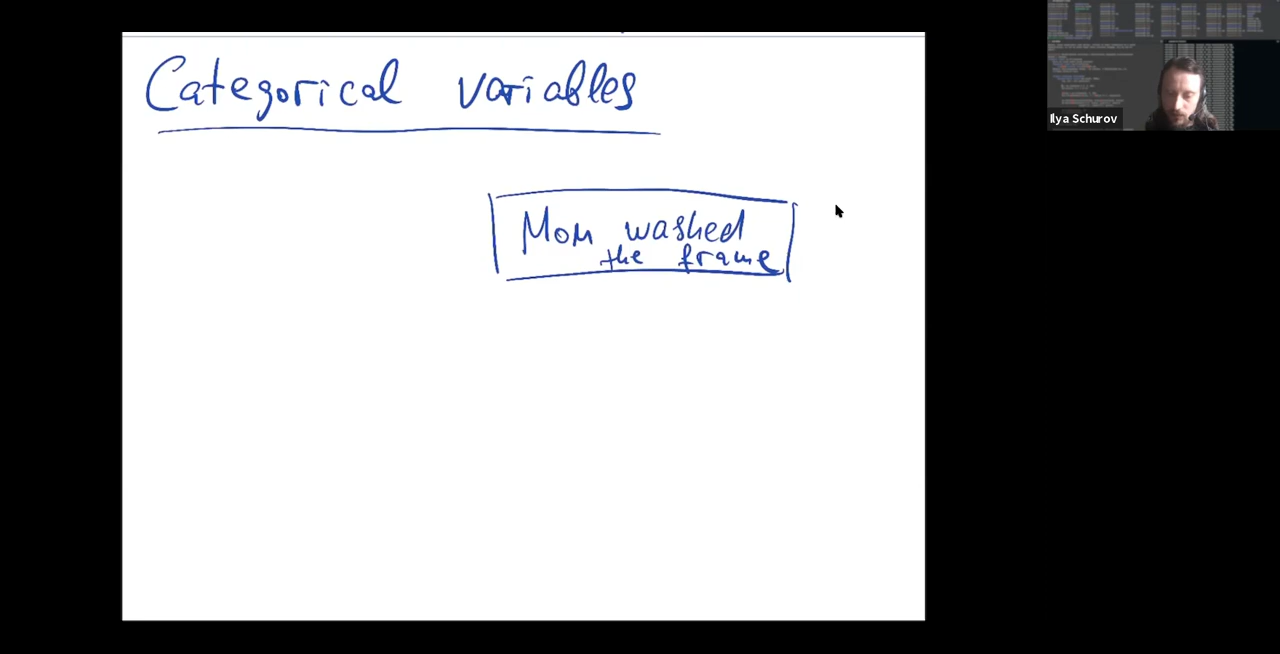 Categorical variables
Mom washed
the frame
Ilya Schurov